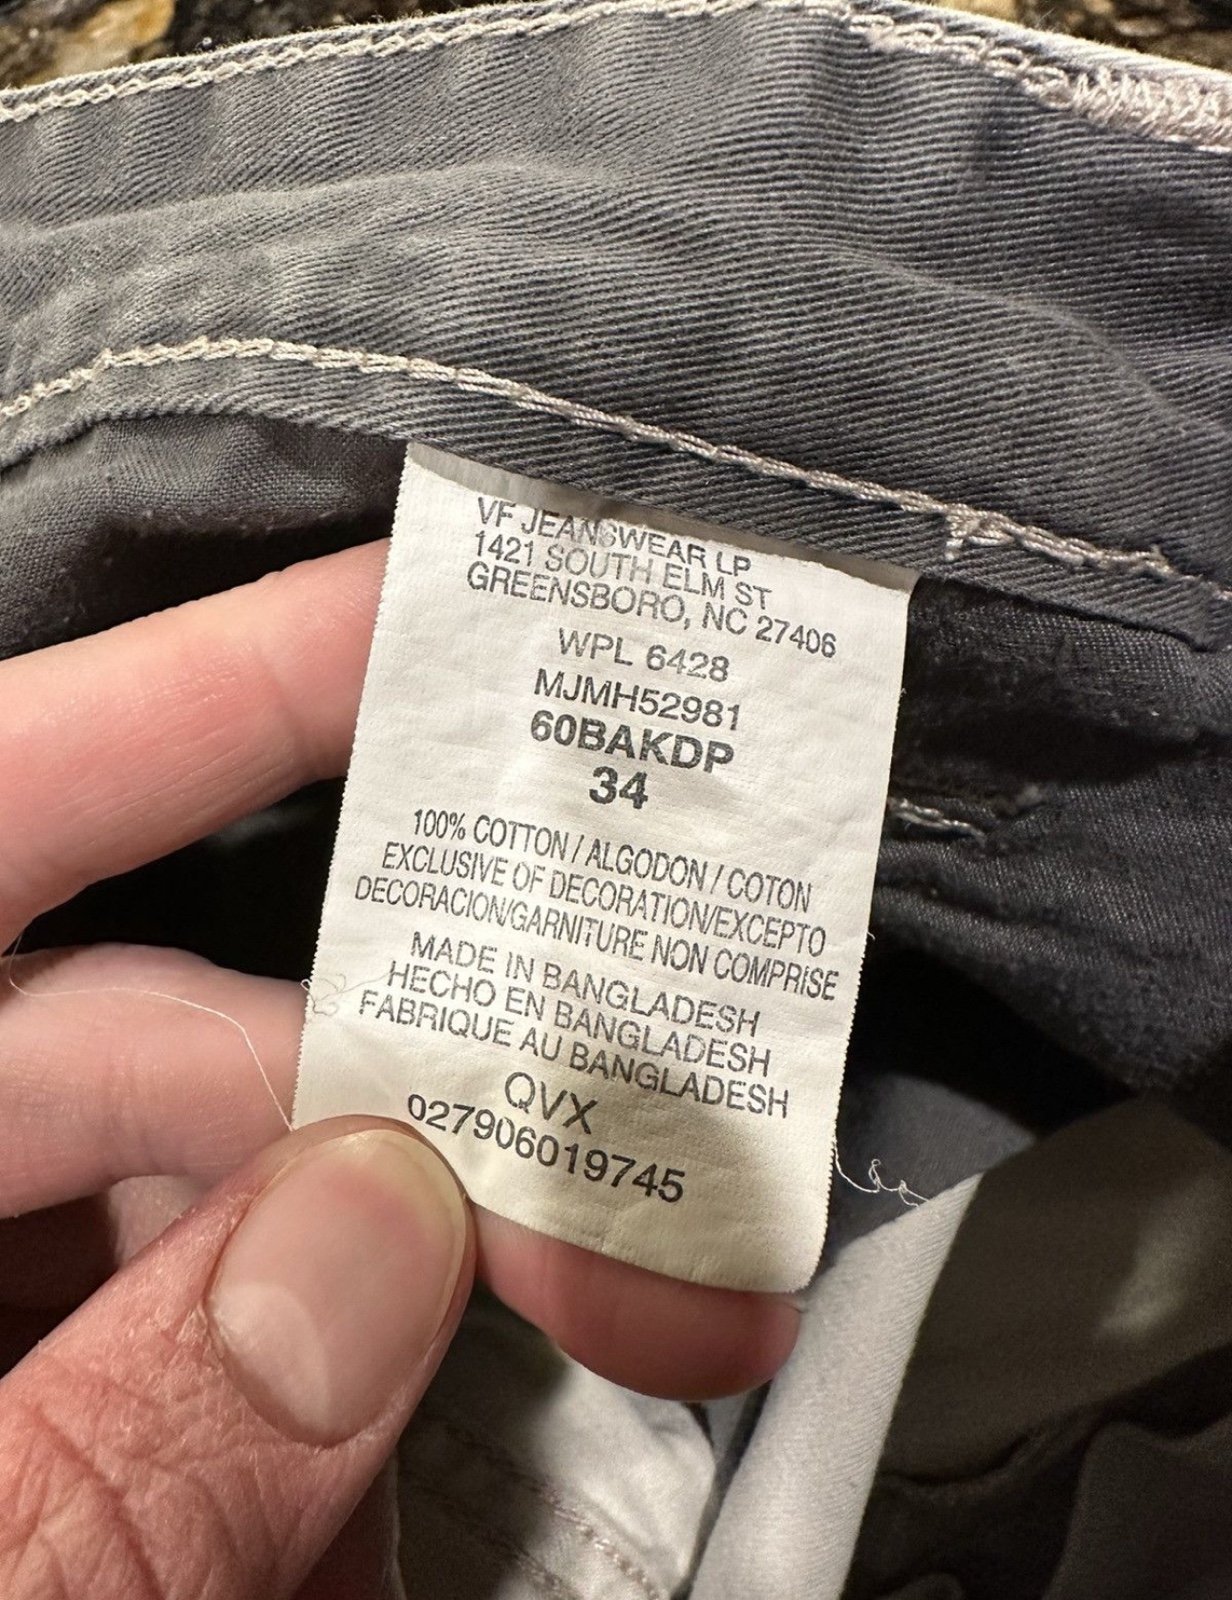 VF JEANSWEAR LP
1421 SOUTH ELM ST
GREENSBORO, NC 27406
WPL 6428
MJMH52981
60BAKDP
34
100% COTTON / ALGODON / COTON
EXCLUSIVE OF DECORATION/EXCEPTO
DECORACION/GARNITURE NON COMPRISE
MADE IN BANGLADESH
HECHO EN BANGLADESH
FABRIQUE AU BANGLADESH
QVX
027906019745